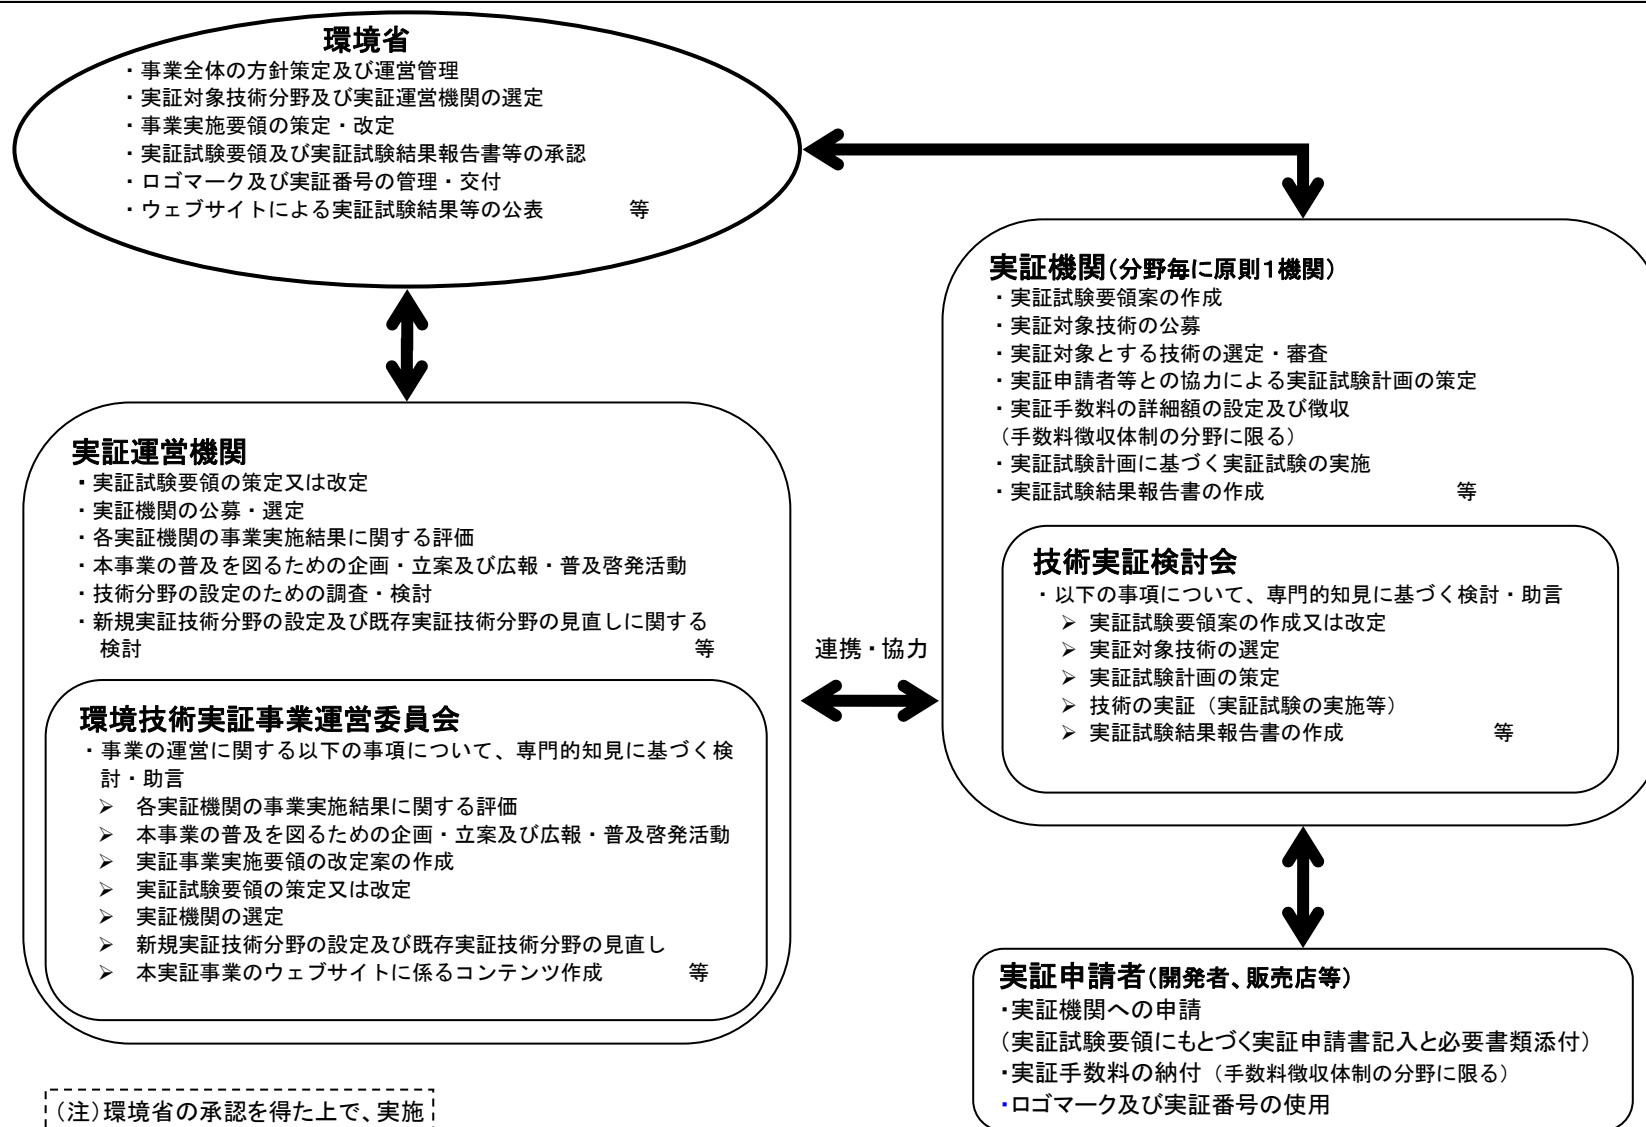 環境省
・事業全体の方針策定及び運営管理
・実証対象技術分野及び実証運営機関の選定
・事業実施要領の策定・改定
・実証試験要領及び実証試験結果報告書等の承認
・ロゴマーク及び実証番号の管理・交付
・ウェブサイトによる実証試験結果等の公表 等
実証運営機関
・実証試験要領の策定又は改定
・実証機関の公募・選定
・各実証機関の事業実施結果に関する評価
・本事業の普及を図るための企画・立案及び広報・普及啓発活動
・技術分野の設定のための調査・検討
・新規実証技術分野の設定及び既存実証技術分野の見直しに関する
検討 等
環境技術実証事業運営委員会
・事業の運営に関する以下の事項について、専門的知見に基づく検
討・助言
➢ 各実証機関の事業実施結果に関する評価
➢ 本事業の普及を図るための企画・立案及び広報・普及啓発活動
➢ 実証事業実施要領の改定案の作成
➢ 実証試験要領の策定又は改定
➢ 実証機関の選定
➢ 新規実証技術分野の設定及び既存実証技術分野の見直し
➢ 本実証事業のウェブサイトに係るコンテンツ作成 等
(注)環境省の承認を得た上で、実施
連携・協力
実証機関(分野毎に原則1機関)
・実証試験要領案の作成
・実証対象技術の公募
・実証対象とする技術の選定・審査
・実証申請者等との協力による実証試験計画の策定
・実証手数料の詳細額の設定及び徴収
(手数料徴収体制の分野に限る)
・実証試験計画に基づく実証試験の実施
・実証試験結果報告書の作成 等
技術実証検討会
・以下の事項について、専門的知見に基づく検討・助言
➢ 実証試験要領案の作成又は改定
➢ 実証対象技術の選定
➢ 実証試験計画の策定
➢ 技術の実証(実証試験の実施等)
➢ 実証試験結果報告書の作成 等
実証申請者(開発者、販売店等)
・実証機関への申請
(実証試験要領にもとづく実証申請書記入と必要書類添付)
・実証手数料の納付(手数料徴収体制の分野に限る)
・ロゴマーク及び実証番号の使用